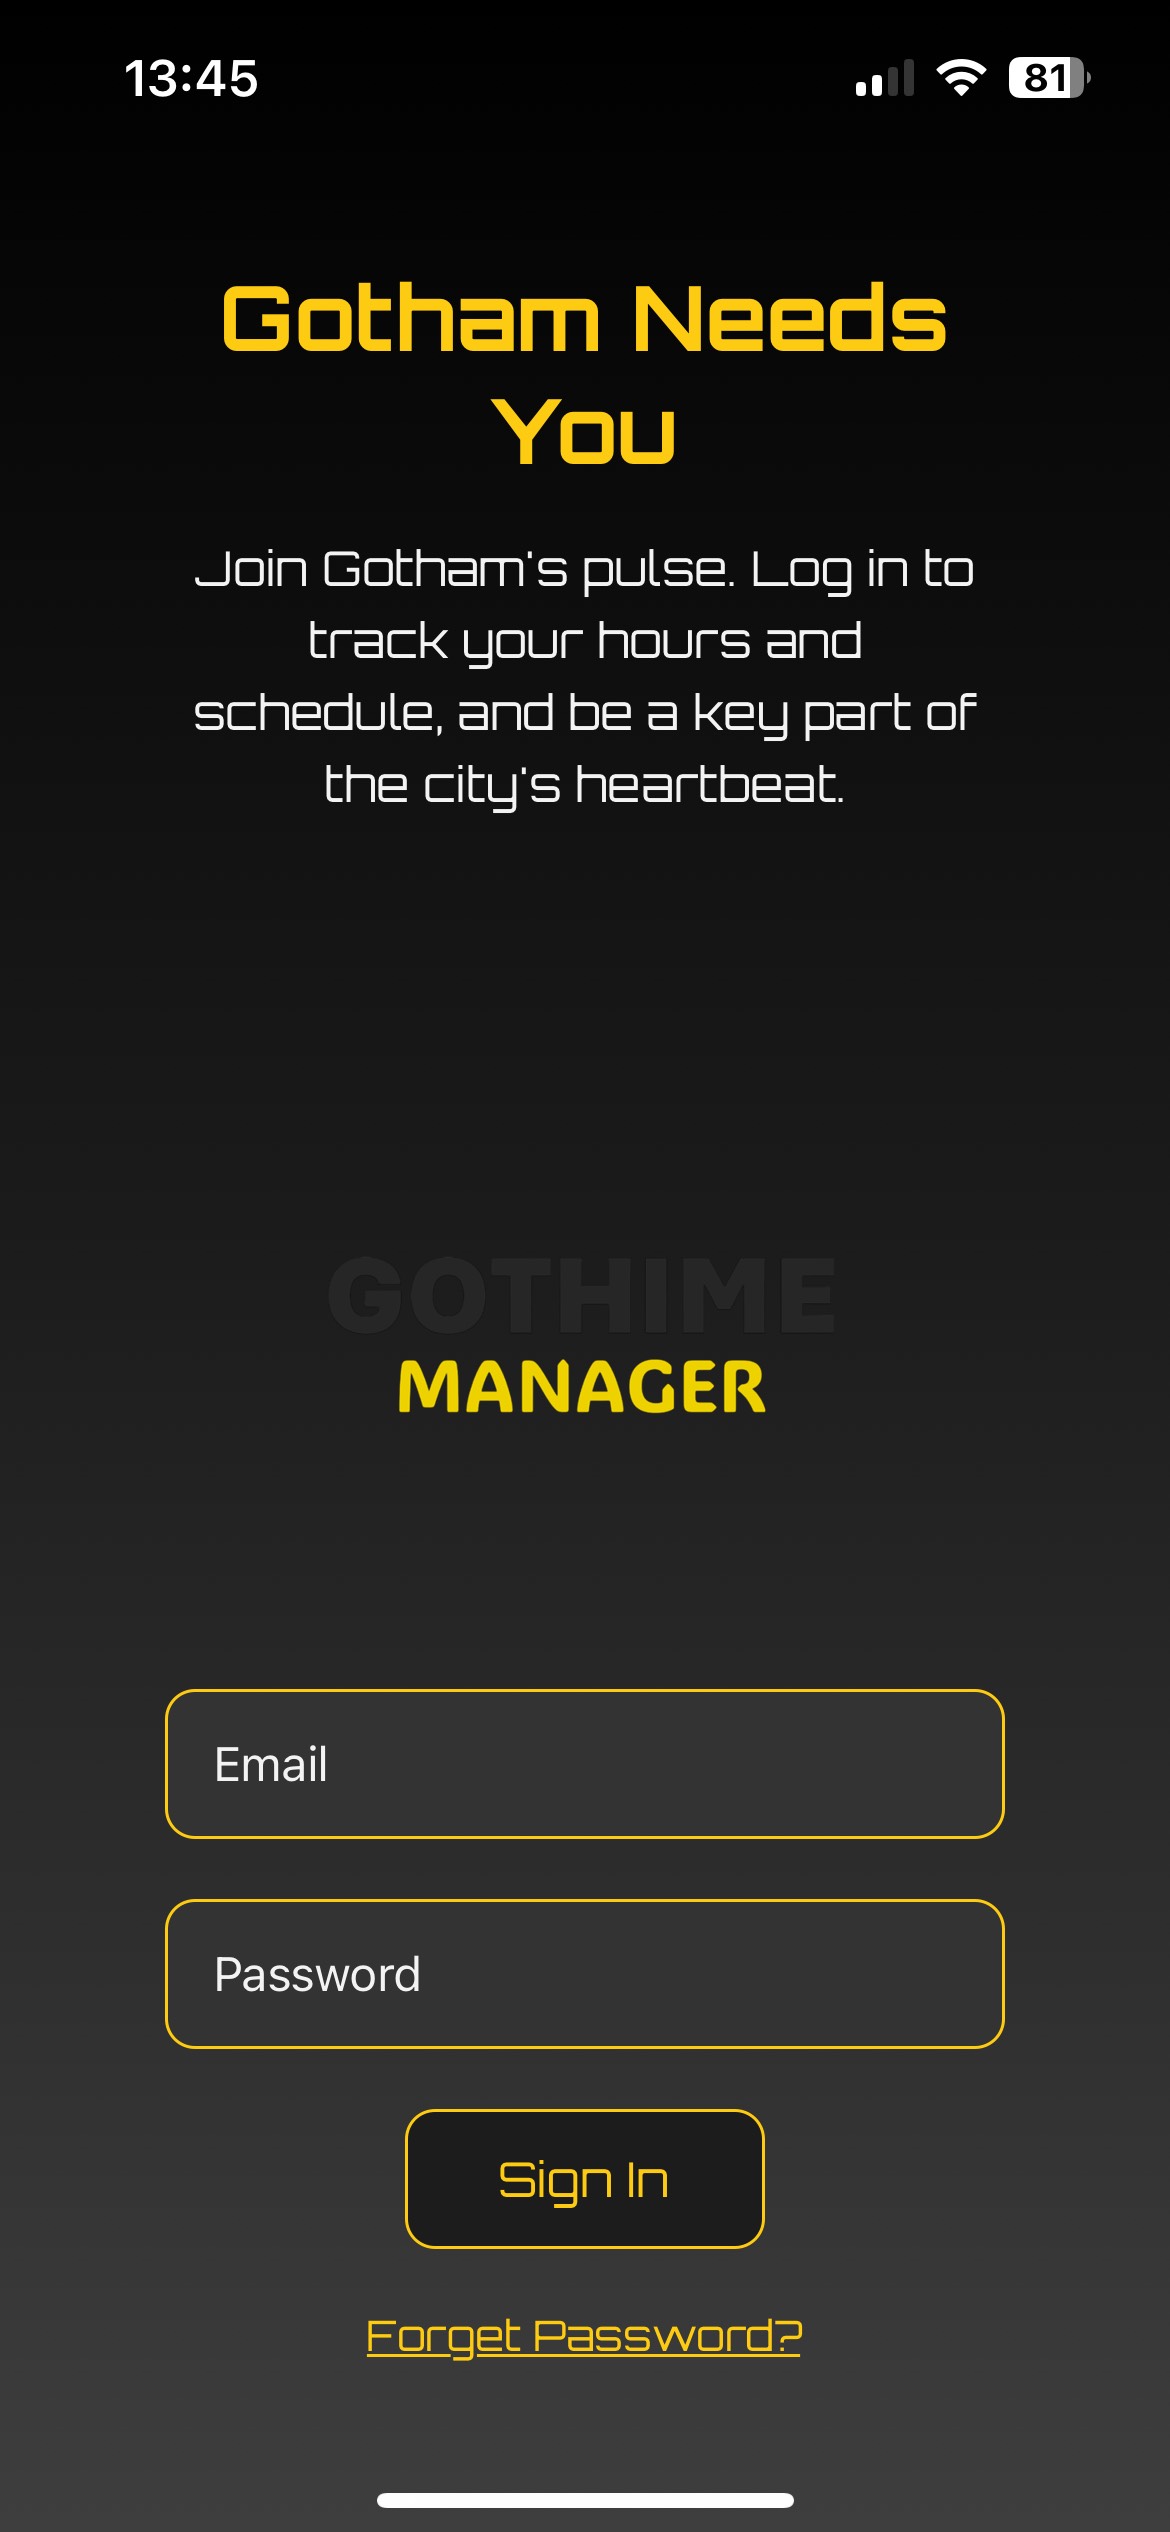 13:45
81
Gotham Needs
You
Join Gotham's pulse. Log in to
track your hours and
schedule, and be a key part of
the city's heartbeat.
GOTHIME
MANAGER
Email
Password
Sign In
Forget Password?